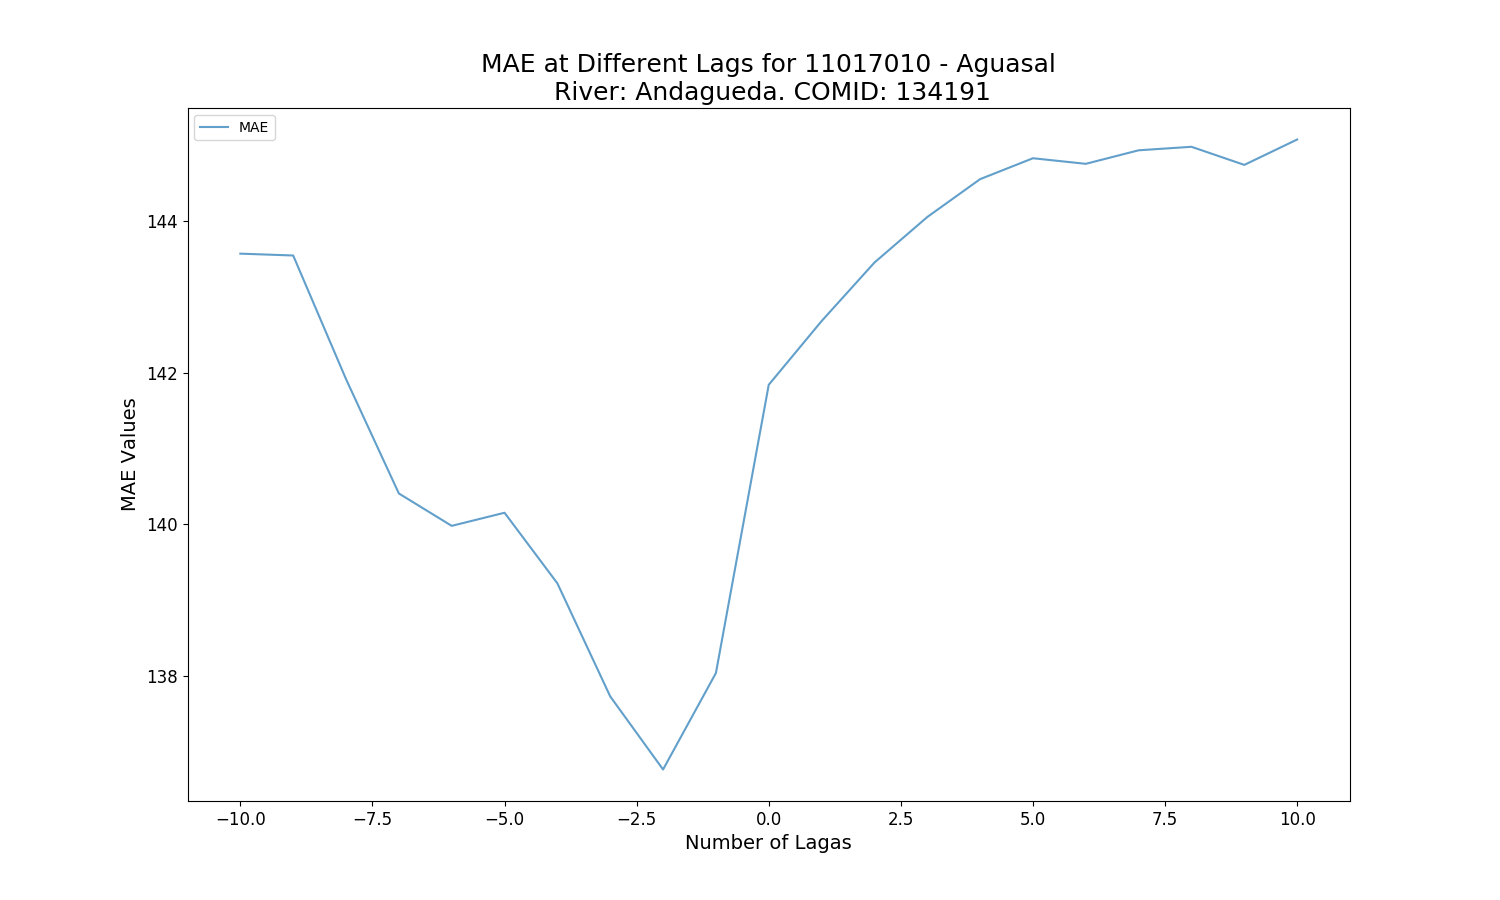 MAE at Different Lags for 11017010 - Aguasal
River: Andagueda. COMID: 134191
MAE
144
142
140
138
MAE Values
−10.0 −7.5 −5.0 −2.5 0.0 2.5 5.0 7.5 10.0
Number of Lagas